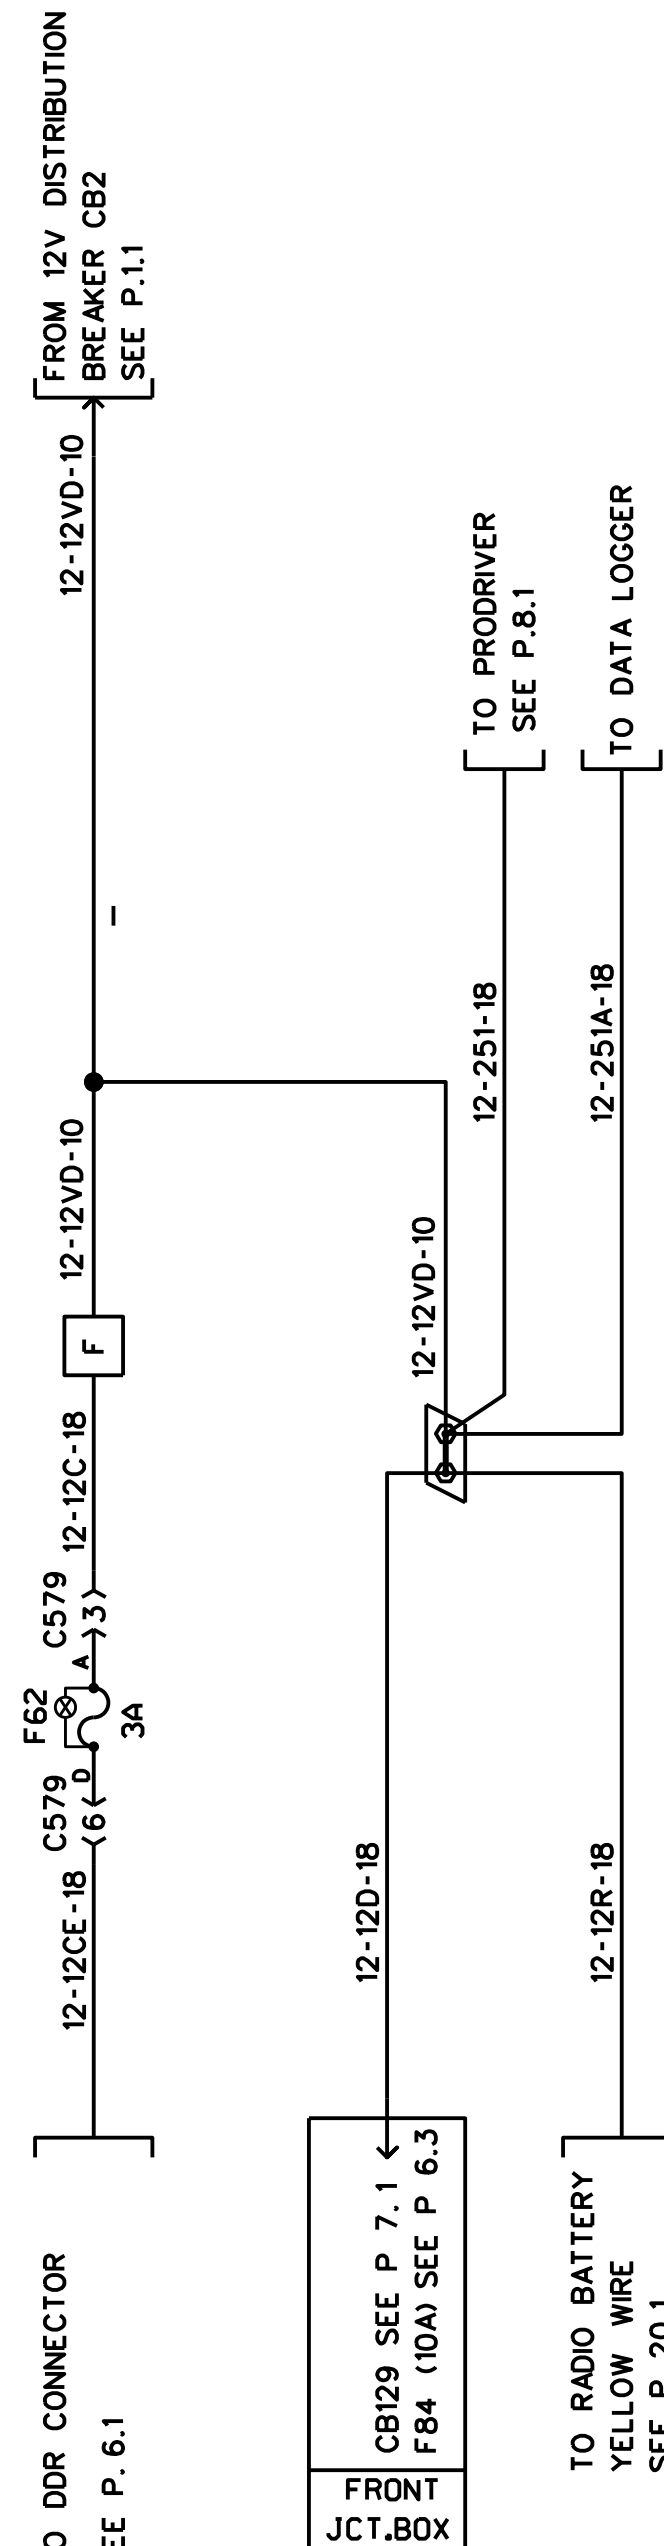 FROM 12V DISTRIBUTION
BREAKER CB2
SEE P.1.1
12-12VD-10
TO PRODRIVER
SEE P.8.1
TO DATA LOGGER
12-251-18
12-251A-18
12-12VD-10
12-12VD-10
F
12-12C-18
C579
3
A
F62
3A
D
C579
6
12-12CE-18
12-12D-18
12-12R-18
DDR CONNECTOR
P.6.1
CB129 SEE P 7.1
F84 (10A) SEE P 6.3
FRONT
JCT.BOX
TO RADIO BATTERY
YELLOW WIRE
SEE P 20.1